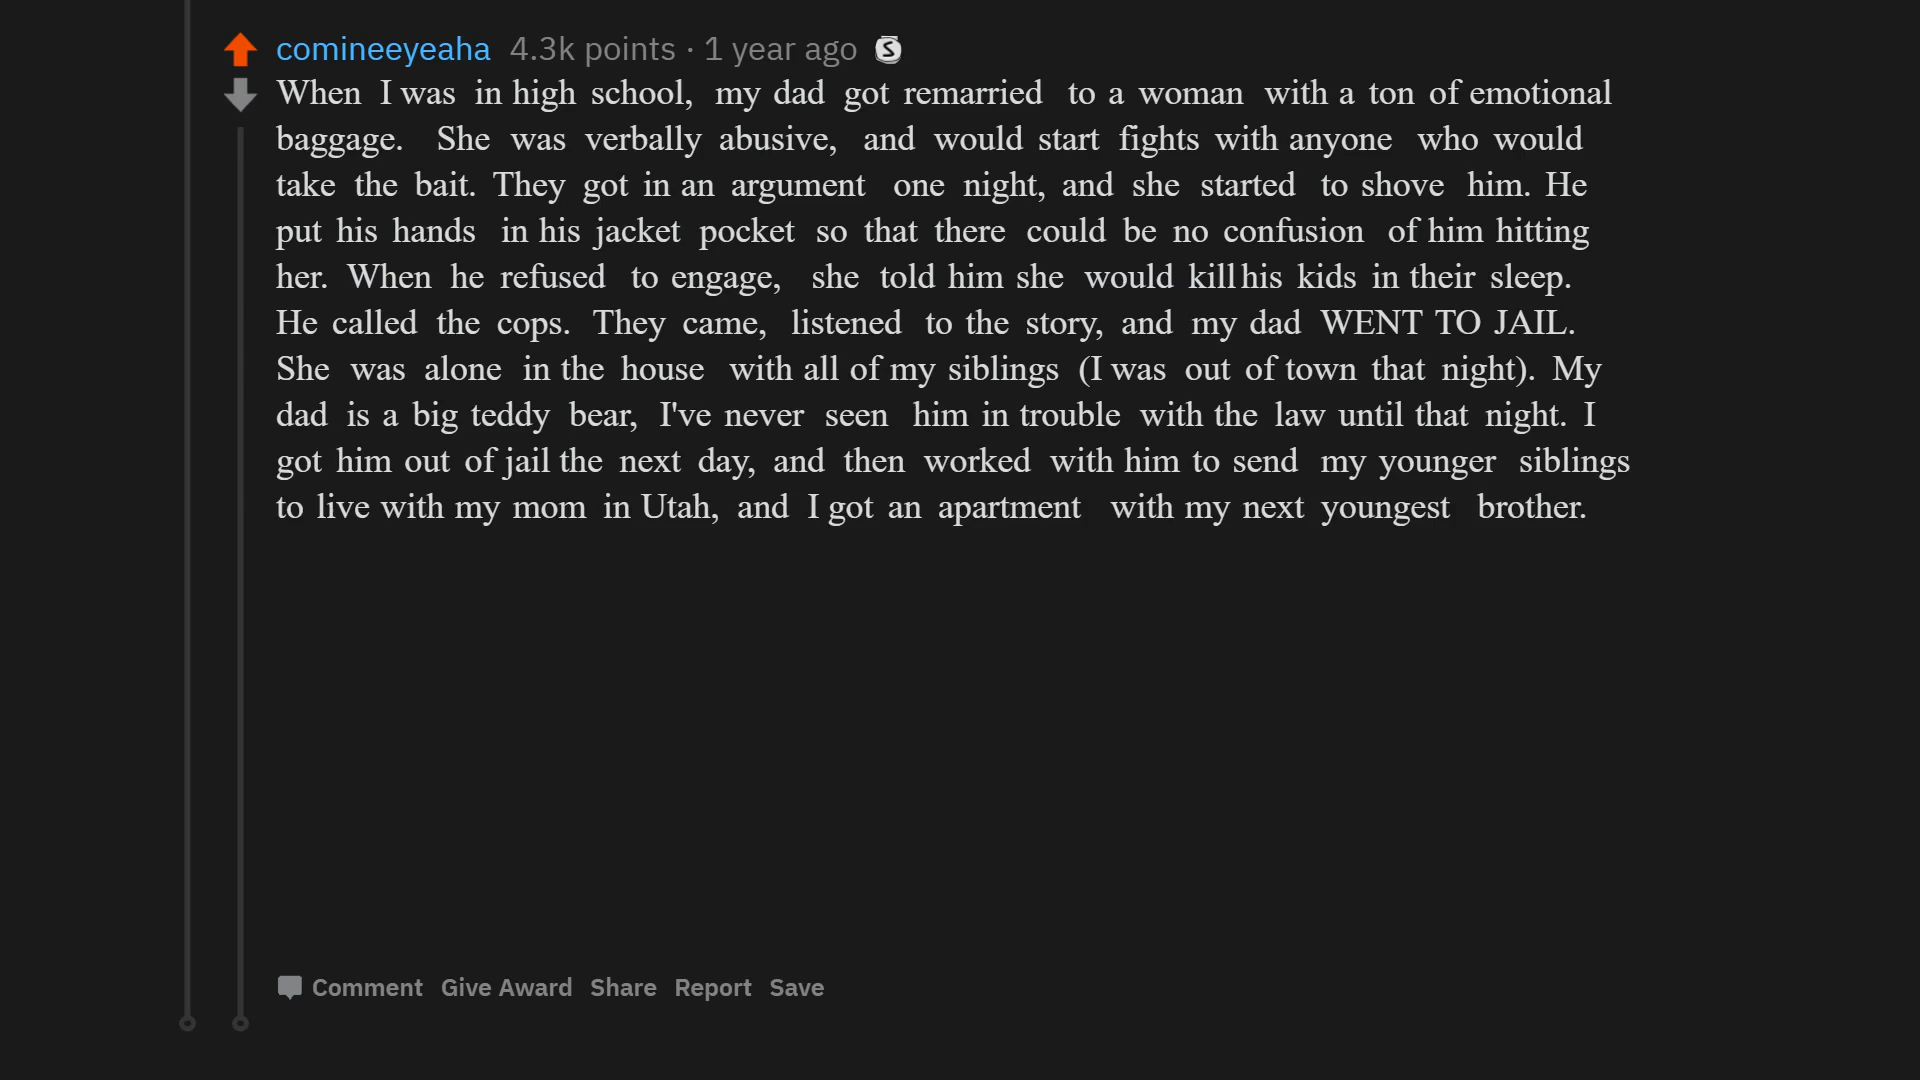 comineeyeaha 4.3k points · 1 year ago S
When I was in high school, my dad got remarried to a woman with a ton of emotional
baggage. She was verbally abusive, and would start fights with anyone who would
take the bait. They got in an argument one night, and she started to shove him. He
put his hands in his jacket pocket so that there could be no confusion of him hitting
her. When he refused to engage, she told him she would kill his kids in their sleep.
He called the cops. They came, listened to the story, and my dad WENT TO JAIL.
She was alone in the house with all of my siblings (I was out of town that night). My
dad is a big teddy bear, I've never seen him in trouble with the law until that night. I
got him out of jail the next day, and then worked with him to send my younger siblings
to live with my mom in Utah, and I got an apartment with my next youngest brother.
Comment Give Award Share Report Save